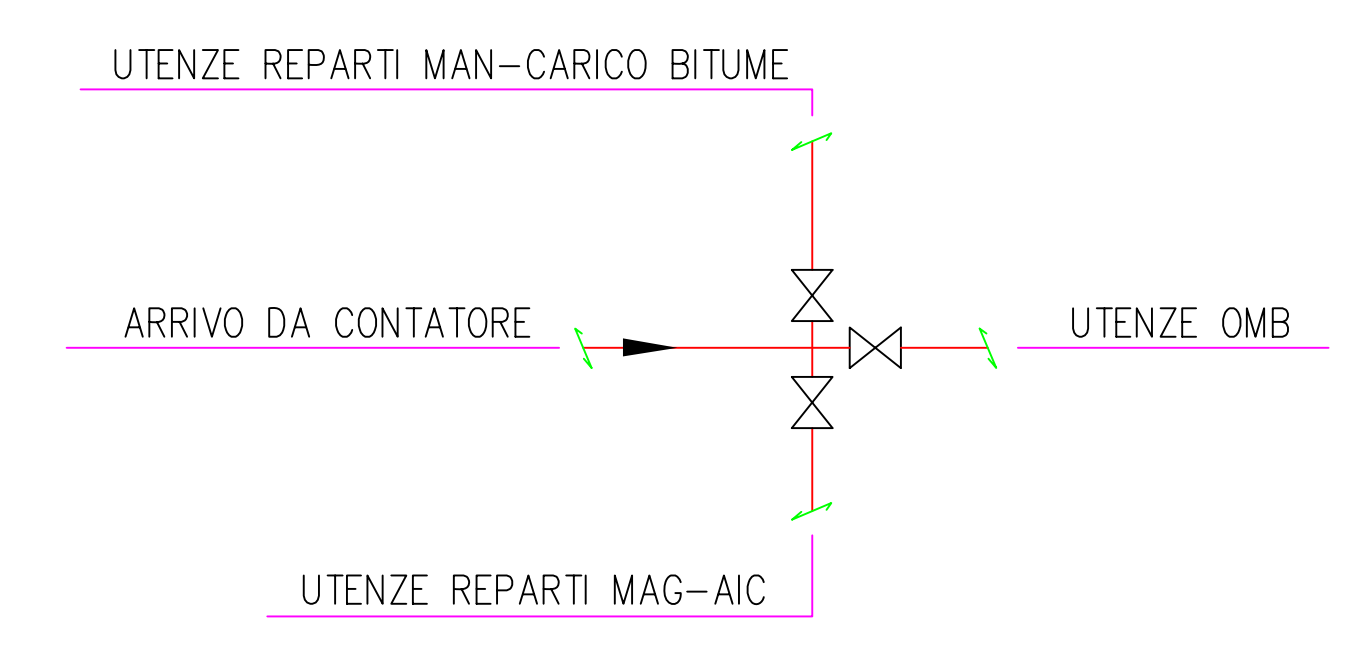 UTENZE REPARTI MAN-CARICO BITUME
ARRIVO DA CONTATORE
UTENZE OMB
UTENZE REPARTI MAG-AIC